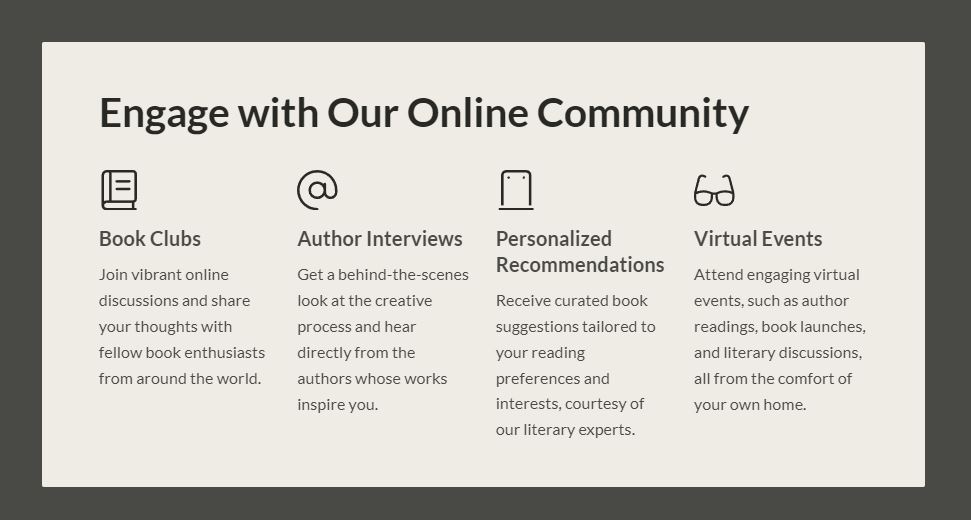 Engage with Our Online Community
Book Clubs
Join vibrant online
discussions and share
your thoughts with
fellow book enthusiasts
from around the world.
Author Interviews
Get a behind-the-scenes
look at the creative
process and hear
directly from the
authors whose works
inspire you.
Personalized
Recommendations
Receive curated book
suggestions tailored to
your reading
preferences and
interests, courtesy of
our literary experts.
Virtual Events
Attend engaging virtual
events, such as author
readings, book launches,
and literary discussions,
all from the comfort of
your own home.